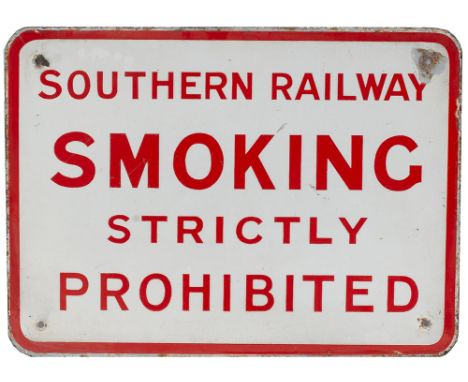 SOUTHERN RAILWAY
SMOKING
STRICTLY
PROHIBITED